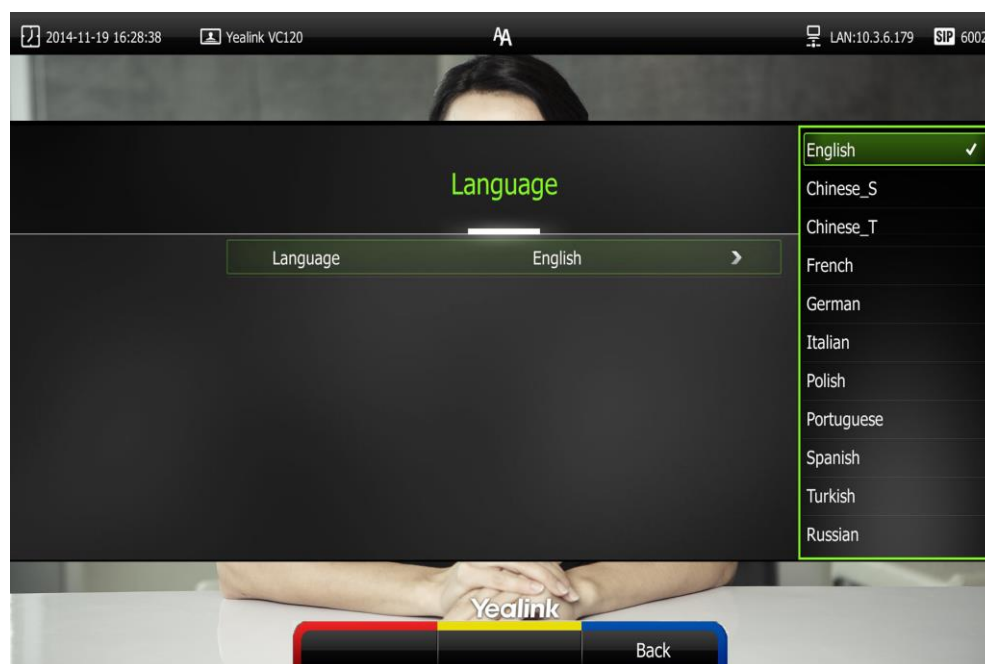 2014-11-19 16:28:38 Yealink VC120 AA LAN:10.3.6.179 SIP 6002
Language
Language English
English
Chinese_S
Chinese_T
French
German
Italian
Polish
Portuguese
Spanish
Turkish
Russian
Yealink
Back